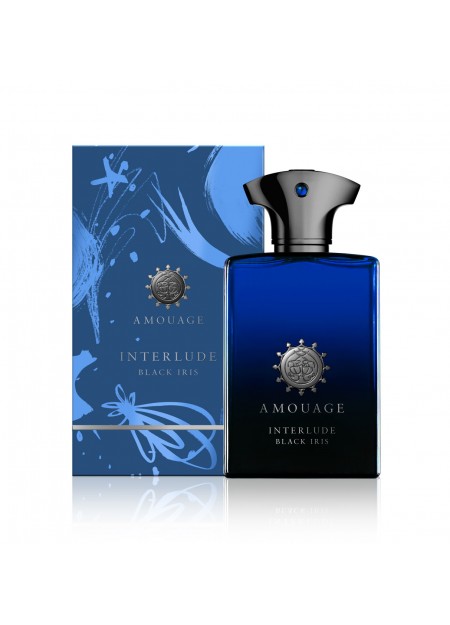 AMOUAGE
INTERLUDE
BLACK IRIS
AMOUAGE
INTERLUDE
BLACK IRIS